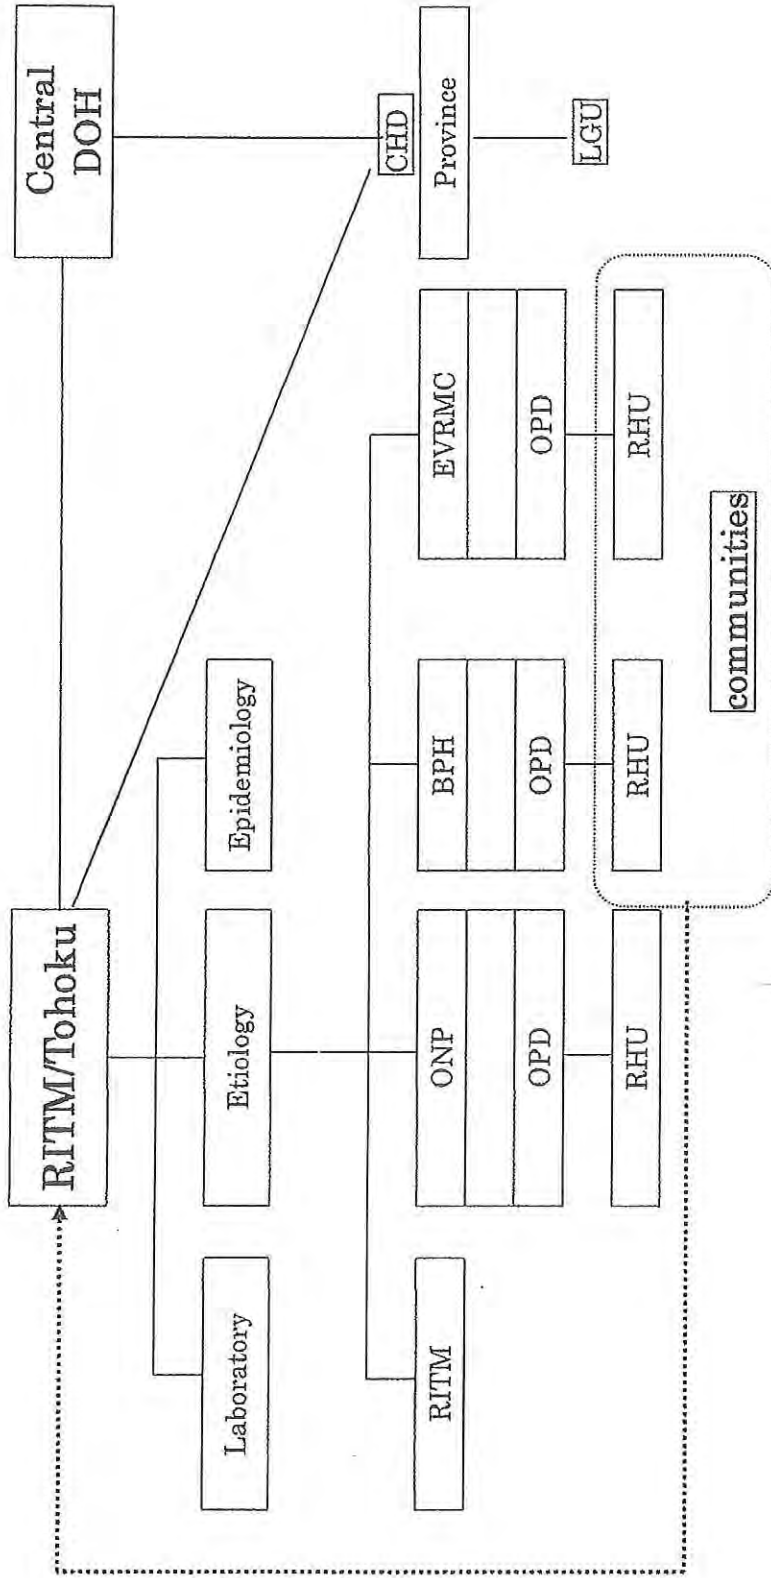 RITM/Tohoku
Central
DOH
Laboratory
Etiology
Epidemiology
CHD
RITM
ONP
BPH
EVRMC
Province
OPD
OPD
OPD
LGU
RHU
RHU
RHU
communities